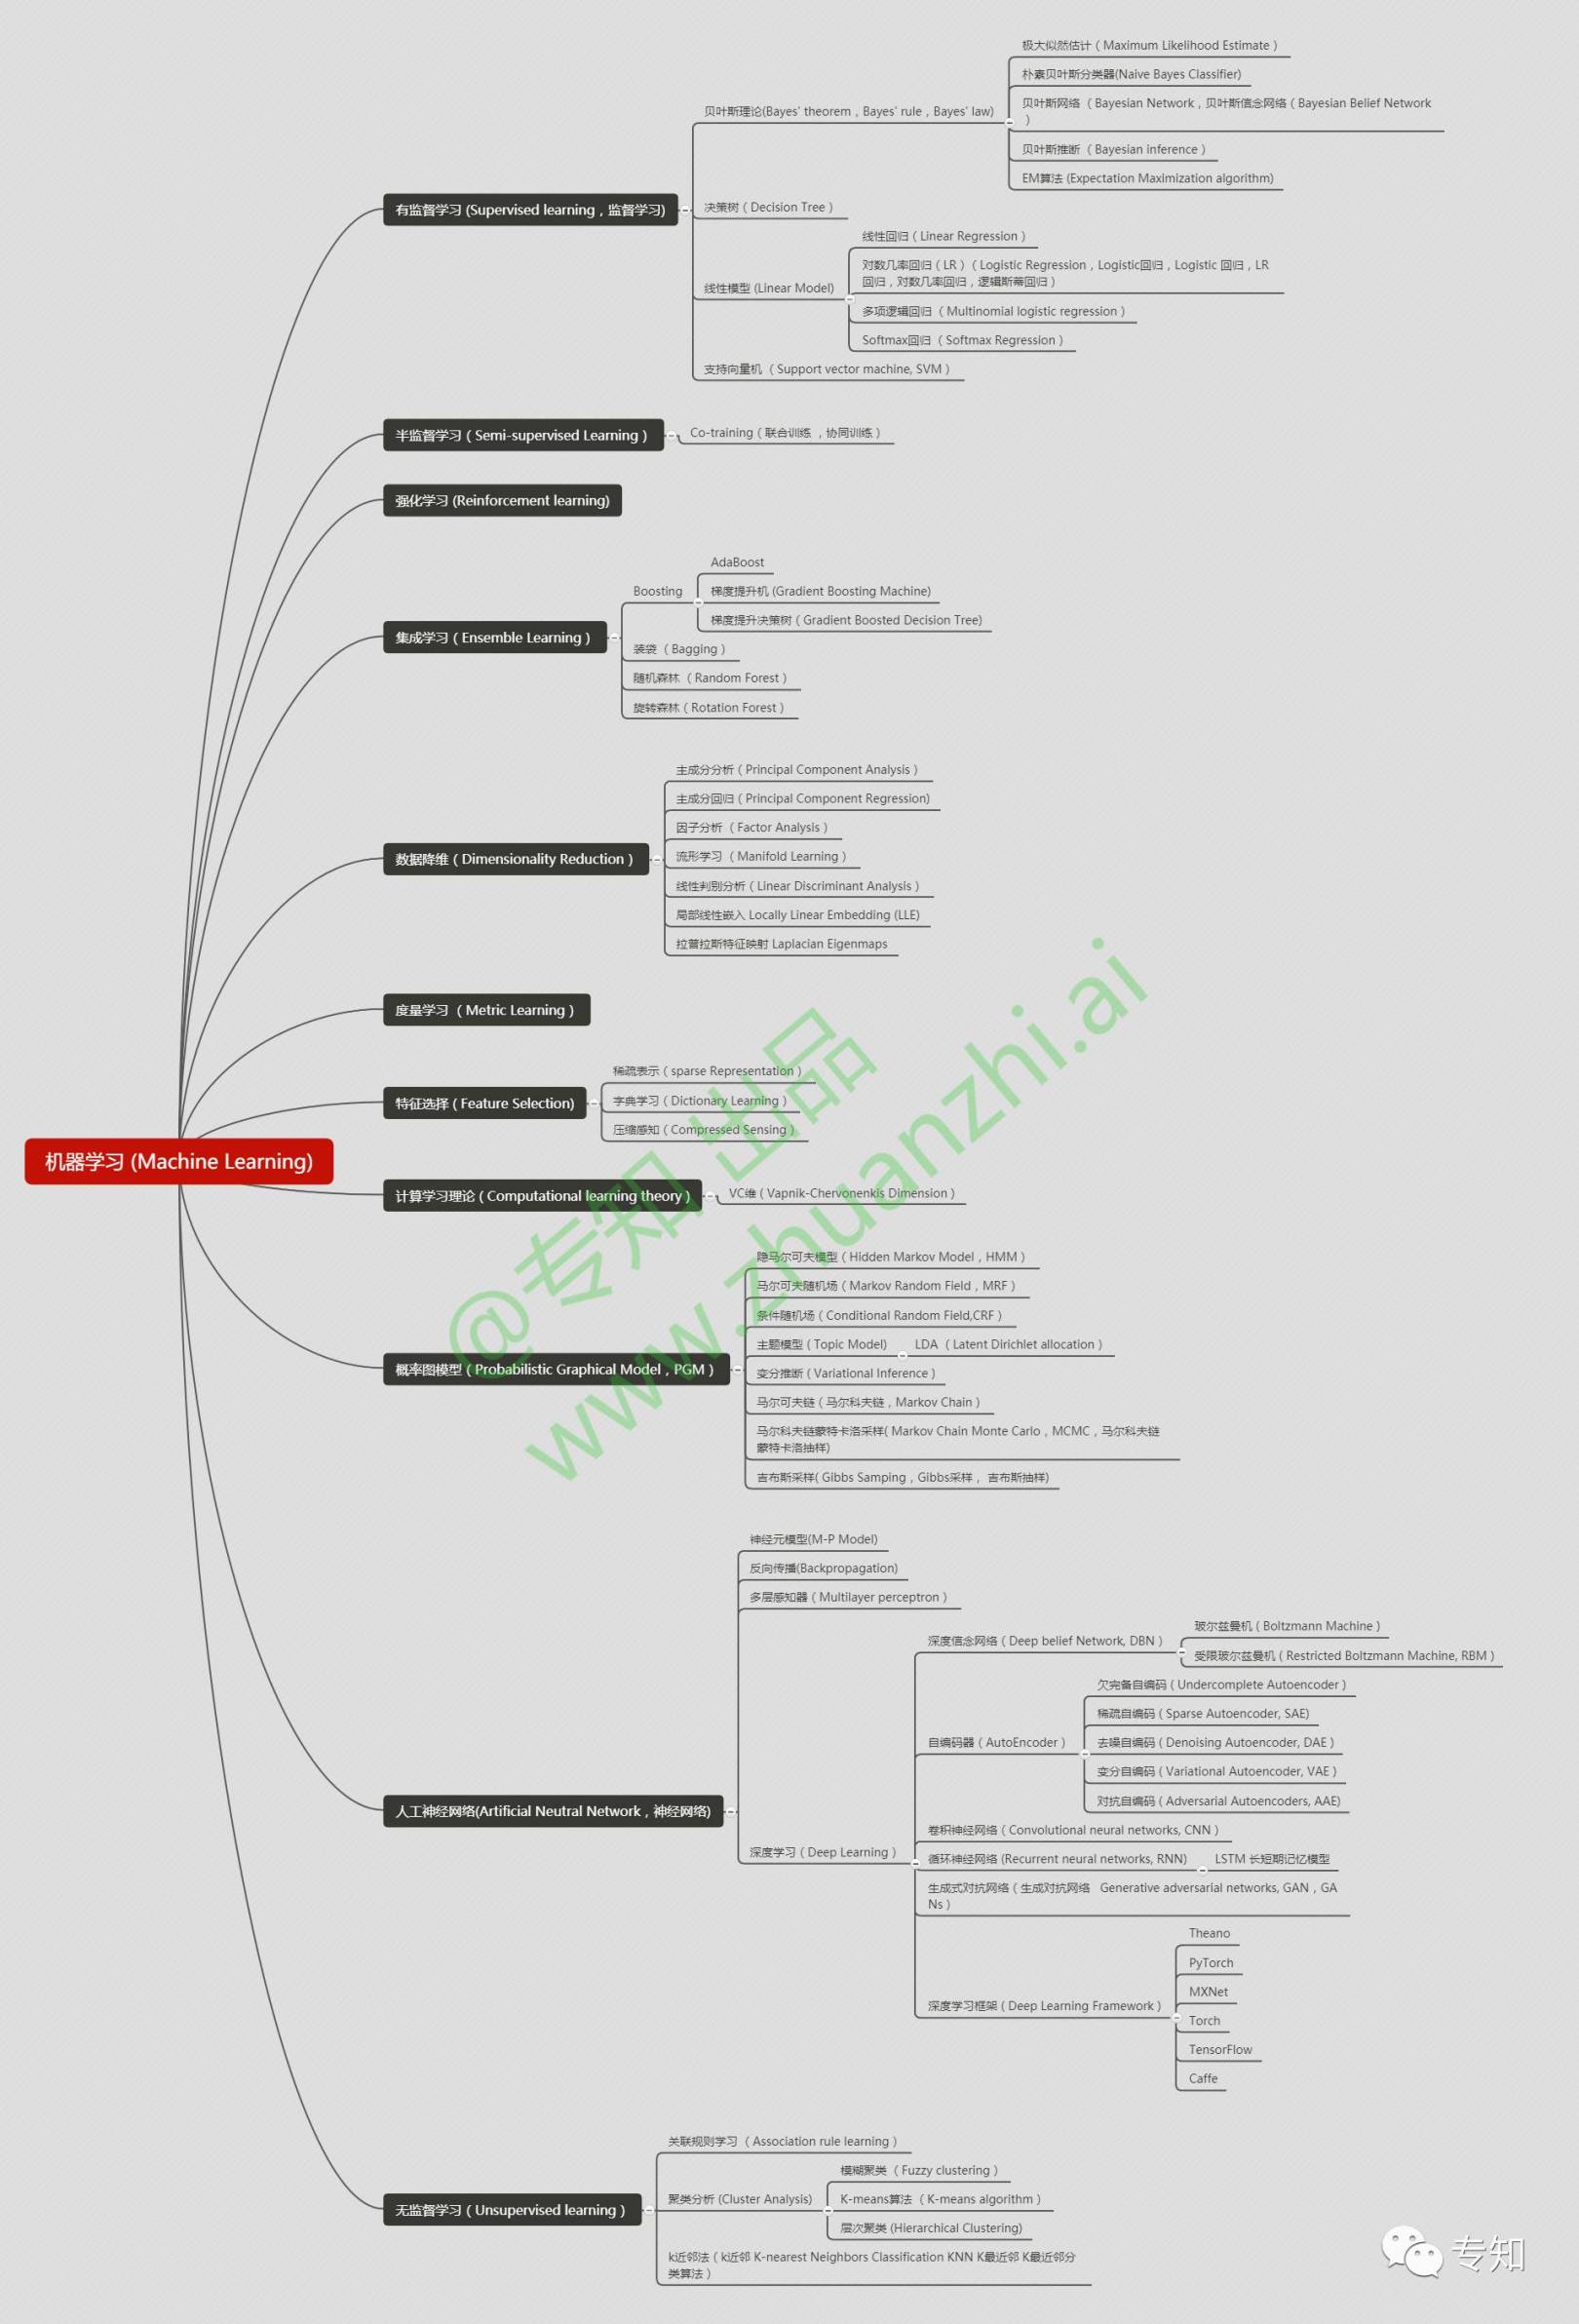 极大似然估计（Maximum Likelihood Estimate）
朴素贝叶斯分类器(Naive Bayes Classifier)
贝叶斯网络（Bayesian Network，贝叶斯信念网络（Bayesian Belief Network
）
贝叶斯理论(Bayes' theorem，Bayes' rule，Bayes' law)
贝叶斯推断（Bayesian inference）
EM算法 (Expectation Maximization algorithm)
有监督学习 (Supervised learning，监督学习)
决策树（Decision Tree）
线性回归（Linear Regression）
对数几率回归（LR）（Logistic Regression，Logistic回归，Logistic 回归，LR
回归，对数几率回归，逻辑斯蒂回归）
线性模型 (Linear Model)
多项逻辑回归（Multinomial logistic regression）
Softmax回归（Softmax Regression）
支持向量机（Support vector machine, SVM）
半监督学习（Semi-supervised Learning）
Co-training（联合训练 ，协同训练）
强化学习 (Reinforcement learning)
AdaBoost
Boosting
梯度提升机 (Gradient Boosting Machine)
梯度提升决策树（Gradient Boosted Decision Tree)
集成学习（Ensemble Learning）
装袋（Bagging）
随机森林（Random Forest）
旋转森林（Rotation Forest）
主成分分析（Principal Component Analysis）
主成分回归（Principal Component Regression)
因子分析（Factor Analysis）
数据降维（Dimensionality Reduction）
流形学习（Manifold Learning）
线性判别分析（Linear Discriminant Analysis）
局部线性嵌入 Locally Linear Embedding (LLE)
拉普拉斯特征映射 Laplacian Eigenmaps
度量学习（Metric Learning）
稀疏表示（sparse Representation）
特征选择（Feature Selection)
字典学习（Dictionary Learning）
压缩感知（Compressed Sensing）
机器学习 (Machine Learning)
计算学习理论（Computational learning theory）
VC维（Vapnik-Chervonenkis Dimension）
隐马尔可夫模型（Hidden Markov Model，HMM）
马尔可夫随机场（Markov Random Field，MRF）
条件随机场（Conditional Random Field,CRF）
主题模型（Topic Model)
LDA（Latent Dirichlet allocation）
概率图模型（Probabilistic Graphical Model，PGM）
变分推断（Variational Inference）
马尔可夫链（马尔科夫链，Markov Chain）
马尔科夫链蒙特卡洛采样( Markov Chain Monte Carlo，MCMC，马尔科夫链
蒙特卡洛抽样)
吉布斯采样( Gibbs Samping，Gibbs采样， 吉布斯抽样)
@专知 出品
www.zhuanzhi.ai
神经元模型(M-P Model)
反向传播(Backpropagation)
多层感知器（Multilayer perceptron）
玻尔兹曼机（Boltzmann Machine）
深度信念网络（Deep belief Network, DBN）
受限玻尔兹曼机（Restricted Boltzmann Machine, RBM）
欠完备自编码（Undercomplete Autoencoder）
稀疏自编码（Sparse Autoencoder, SAE)
自编码器（AutoEncoder）
去噪自编码（Denoising Autoencoder, DAE）
变分自编码（Variational Autoencoder, VAE）
对抗自编码（Adversarial Autoencoders, AAE)
人工神经网络(Artificial Neutral Network，神经网络)
卷积神经网络（Convolutional neural networks, CNN）
深度学习（Deep Learning）
循环神经网络 (Recurrent neural networks, RNN)
LSTM 长短期记忆模型
生成式对抗网络（生成对抗网络 Generative adversarial networks, GAN，GA
Ns）
Theano
PyTorch
MXNet
深度学习框架（Deep Learning Framework）
Torch
TensorFlow
Caffe
关联规则学习（Association rule learning）
模糊聚类（Fuzzy clustering）
聚类分析 (Cluster Analysis)
K-means算法（K-means algorithm）
无监督学习（Unsupervised learning）
层次聚类 (Hierarchical Clustering)
k近邻法（k近邻 K-nearest Neighbors Classification KNN K最近邻 K最近邻分
类算法）
专知